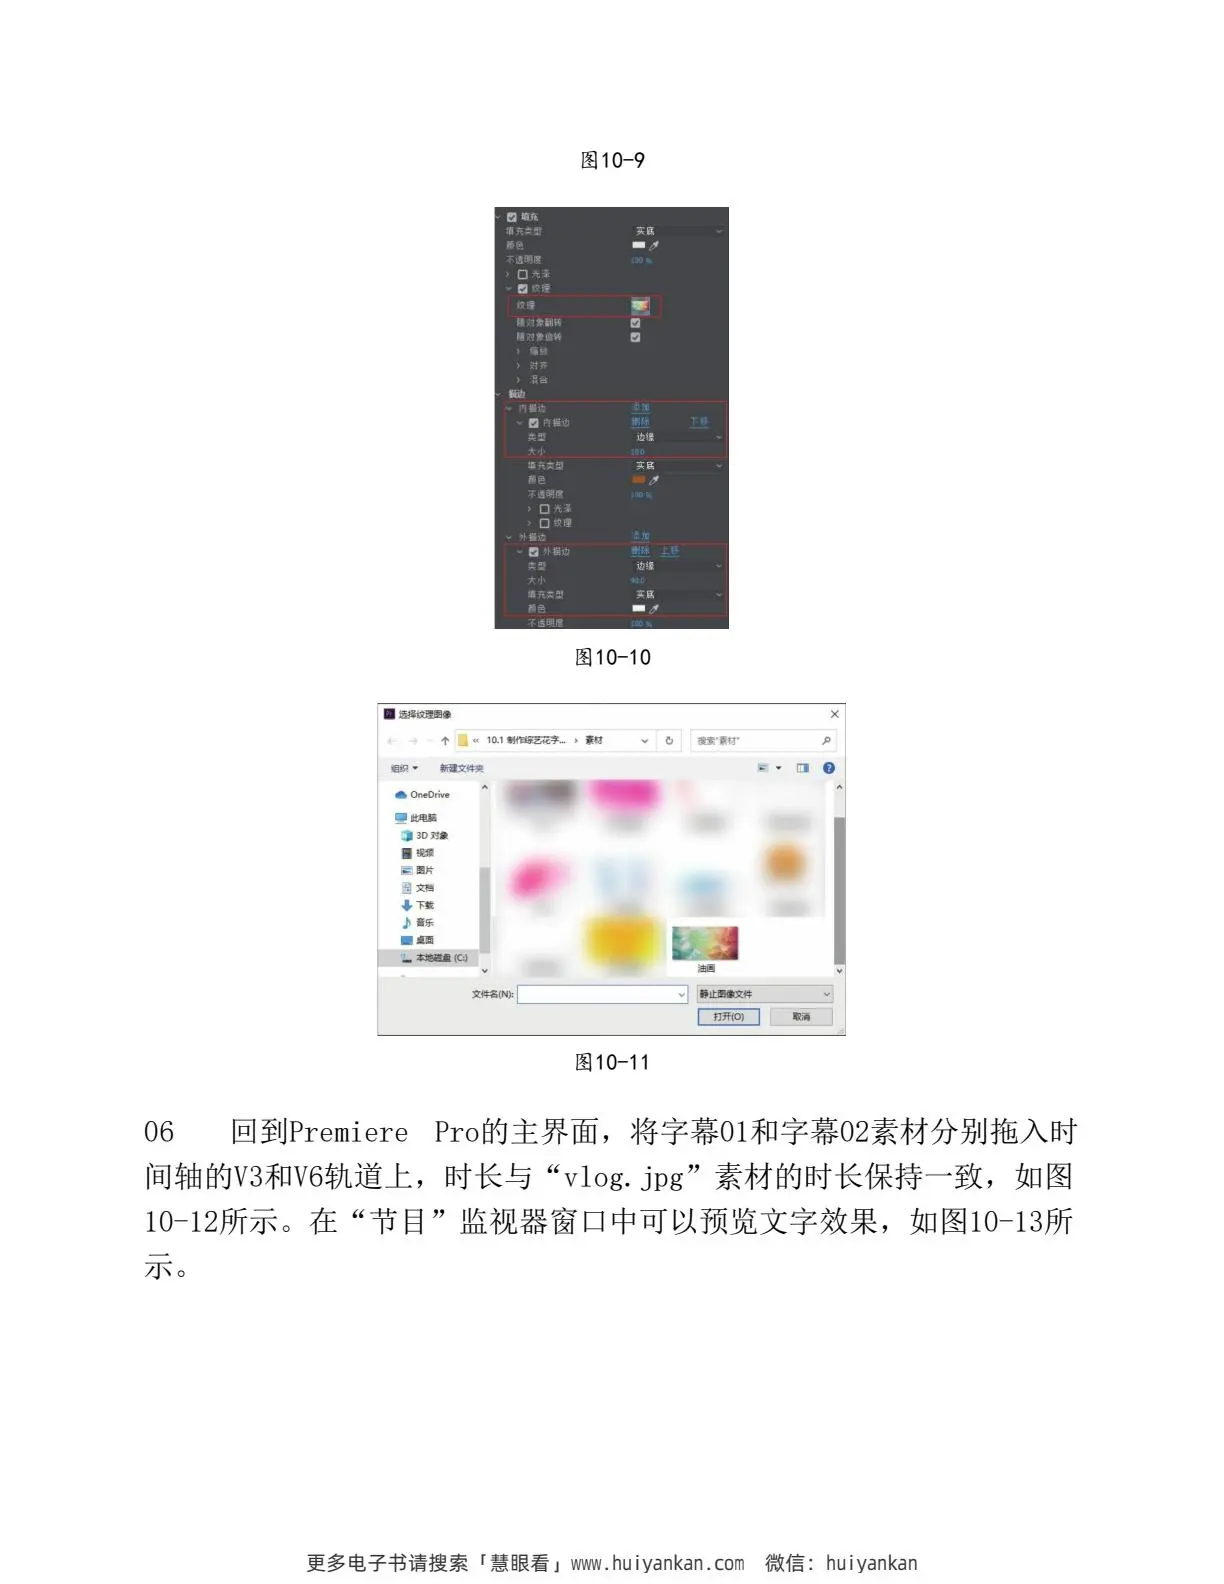 图10-9
填充
填充类型 实底
颜色
不透明度 100 %
光泽
纹理
纹理
随对象翻转
随对象旋转
缩放
对齐
混合
描边
内描边 添加
内描边 删除 下移
类型 边缘
大小 10.0
填充类型 实底
颜色
不透明度 100 %
光泽
纹理
外描边 添加
外描边 删除 上移
类型 边缘
大小 90.0
填充类型 实底
颜色
不透明度 100 %
图10-10
Pr 选择纹理图像
« 10.1 制作综艺花字... › 素材 搜索"素材"
组织 新建文件夹
OneDrive
此电脑
3D 对象
视频
图片
文档
下载
音乐
桌面
本地磁盘 (C:)
油画
文件名(N): 静止图像文件
打开(O) 取消
图10-11
06 回到Premiere Pro的主界面，将字幕01和字幕02素材分别拖入时
间轴的V3和V6轨道上，时长与“vlog.jpg”素材的时长保持一致，如图
10-12所示。在“节目”监视器窗口中可以预览文字效果，如图10-13所
示。
更多电子书请搜索「慧眼看」www.huiyankan.com 微信：huiyankan